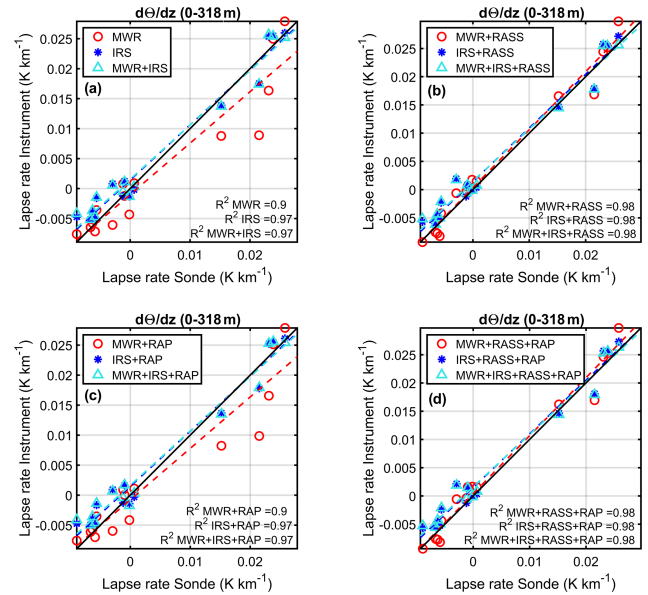 dΘ/dz (0-318 m)
0.025
0.02
0.015
0.01
0.005
0
-0.005
Lapse rate Instrument (K km-1)
MWR
IRS
MWR+IRS
(a)
R2 MWR =0.9
R2 IRS =0.97
R2 MWR+IRS =0.97
0
0.01
0.02
Lapse rate Sonde (K km-1)
dΘ/dz (0-318 m)
0.025
0.02
0.015
0.01
0.005
0
-0.005
Lapse rate Instrument (K km-1)
MWR+RASS
IRS+RASS
MWR+IRS+RASS
(b)
R2 MWR+RASS =0.98
R2 IRS+RASS =0.98
R2 MWR+IRS+RASS =0.98
0
0.01
0.02
Lapse rate Sonde (K km-1)
dΘ/dz (0-318 m)
0.025
0.02
0.015
0.01
0.005
0
-0.005
Lapse rate Instrument (K km-1)
MWR+RAP
IRS+RAP
MWR+IRS+RAP
(c)
R2 MWR+RAP =0.9
R2 IRS+RAP =0.97
R2 MWR+IRS+RAP =0.97
0
0.01
0.02
Lapse rate Sonde (K km-1)
dΘ/dz (0-318 m)
0.025
0.02
0.015
0.01
0.005
0
-0.005
Lapse rate Instrument (K km-1)
MWR+RASS+RAP
IRS+RASS+RAP
MWR+IRS+RASS+RAP
(d)
R2 MWR+RASS+RAP =0.98
R2 IRS+RASS+RAP =0.98
R2 MWR+IRS+RASS+RAP =0.98
0
0.01
0.02
Lapse rate Sonde (K km-1)